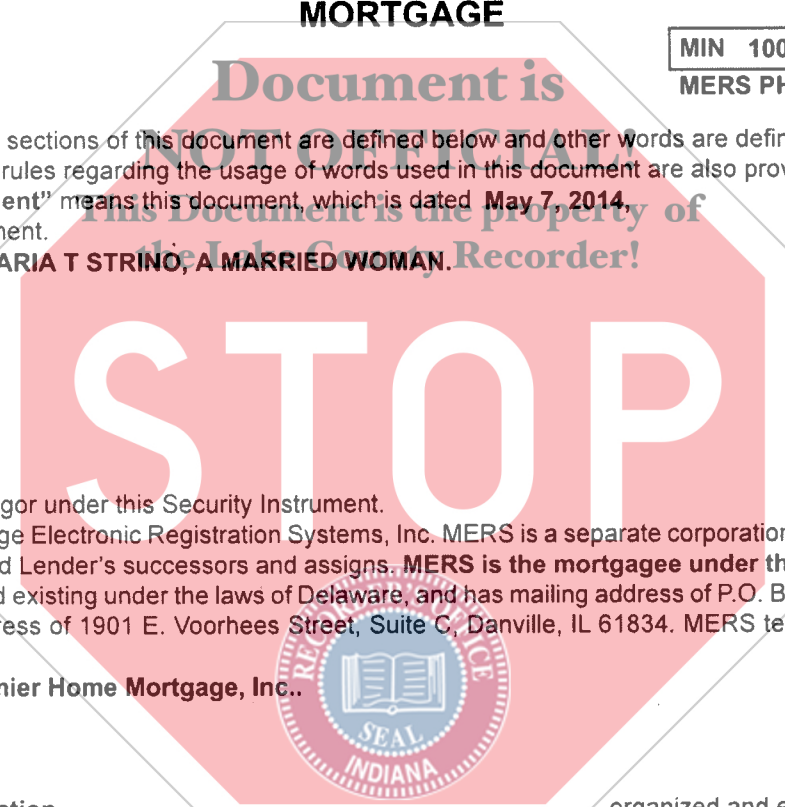 MORTGAGE
MIN 100
Document is
MERS PH
sections of this document are defined below and other words are defin
NOT OFFICIAL!
rules regarding the usage of words used in this document are also prov
ent" means this document, which is dated May 7, 2014,
This Document is the property of
ment.
ARIA T STRINO, A MARRIED WOMAN.
the Lake County Recorder!
STOP
gor under this Security Instrument.
ge Electronic Registration Systems, Inc. MERS is a separate corporation
d Lender's successors and assigns. MERS is the mortgagee under th
d existing under the laws of Delaware, and has mailing address of P.O. B
ress of 1901 E. Voorhees Street, Suite C, Danville, IL 61834. MERS te
RECORDER'S OFFICE
nier Home Mortgage, Inc..
SEAL
INDIANA
organized and e